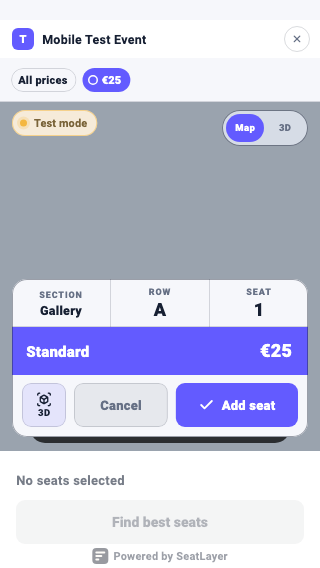 T Mobile Test Event
All prices €25
Test mode Map 3D
SECTION ROW SEAT
Gallery A 1
Standard €25
3D Cancel Add seat
No seats selected
Find best seats
Powered by SeatLayer